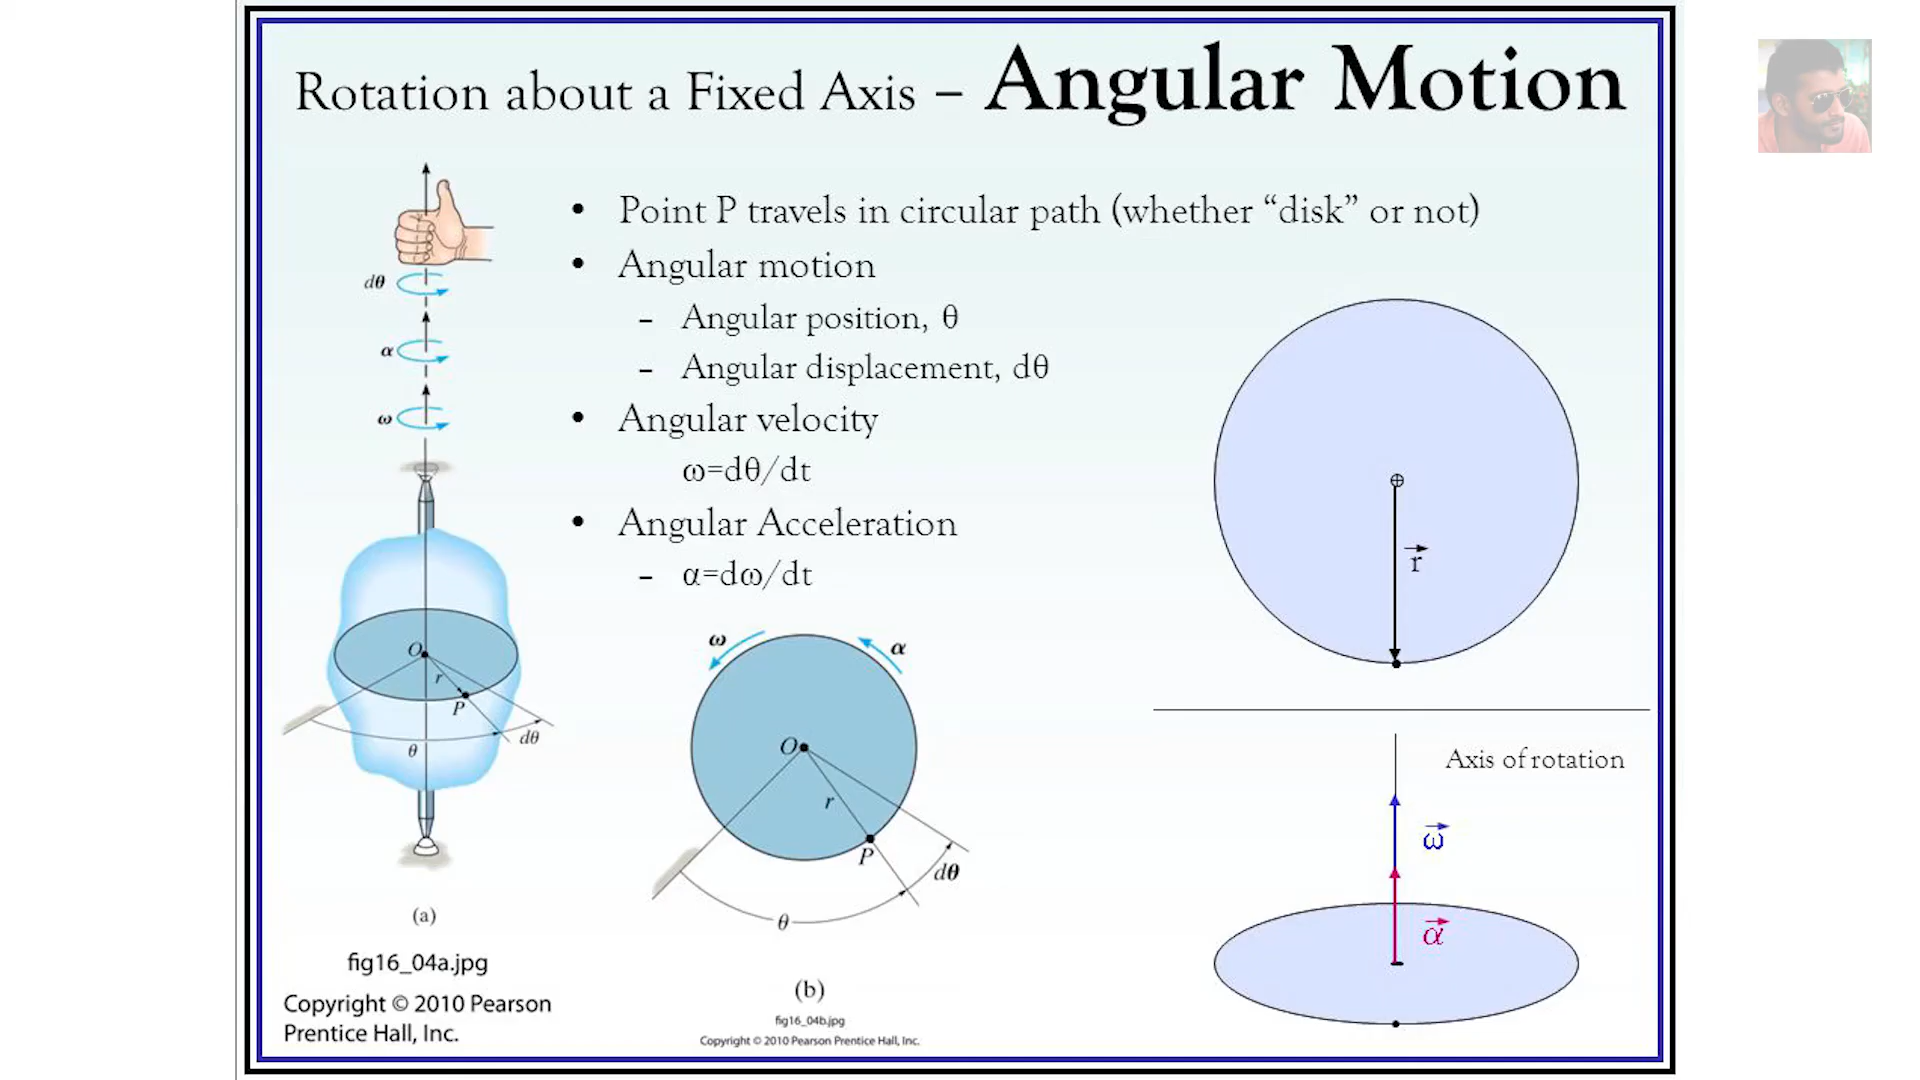 Rotation about a Fixed Axis – Angular Motion
• Point P travels in circular path (whether “disk” or not)
• Angular motion
– Angular position, θ
– Angular displacement, dθ
• Angular velocity
ω=dθ/dt
• Angular Acceleration
– α=dω/dt
dθ
α
ω
O
r
P
θ
dθ
(a)
fig16_04a.jpg
Copyright © 2010 Pearson
Prentice Hall, Inc.
ω
α
O
r
P
dθ
θ
(b)
fig16_04b.jpg
Copyright © 2010 Pearson Prentice Hall, Inc.
r
Axis of rotation
ω
α